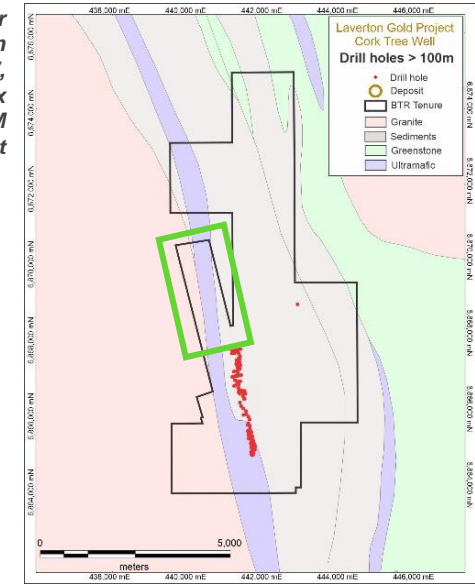 r
n
,
x
M
t
438,000 mE 440,000 mE 442,000 mE 444,000 mE 446,000 mE
Laverton Gold Project
Cork Tree Well
Drill holes > 100m
Drill hole
Deposit
BTR Tenure
Granite
Sediments
Greenstone
Ultramafic
6,876,000 mN
6,874,000 mN
6,872,000 mN
6,870,000 mN
6,868,000 mN
6,866,000 mN
6,864,000 mN
6,874,000 mN
6,872,000 mN
6,870,000 mN
6,868,000 mN
6,866,000 mN
6,864,000 mN
0 5,000
meters
438,000 mE 440,000 mE 442,000 mE 444,000 mE 446,000 mE